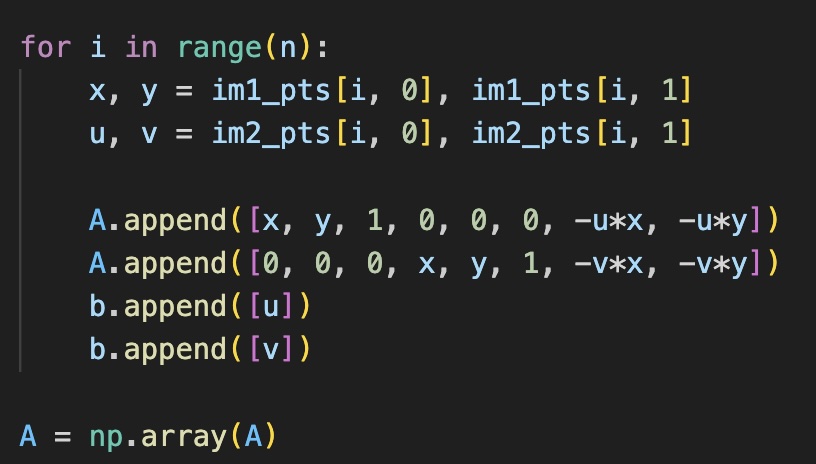 for i in range(n):
    x, y = im1_pts[i, 0], im1_pts[i, 1]
    u, v = im2_pts[i, 0], im2_pts[i, 1]

    A.append([x, y, 1, 0, 0, 0, -u*x, -u*y])
    A.append([0, 0, 0, x, y, 1, -v*x, -v*y])
    b.append([u])
    b.append([v])

A = np.array(A)